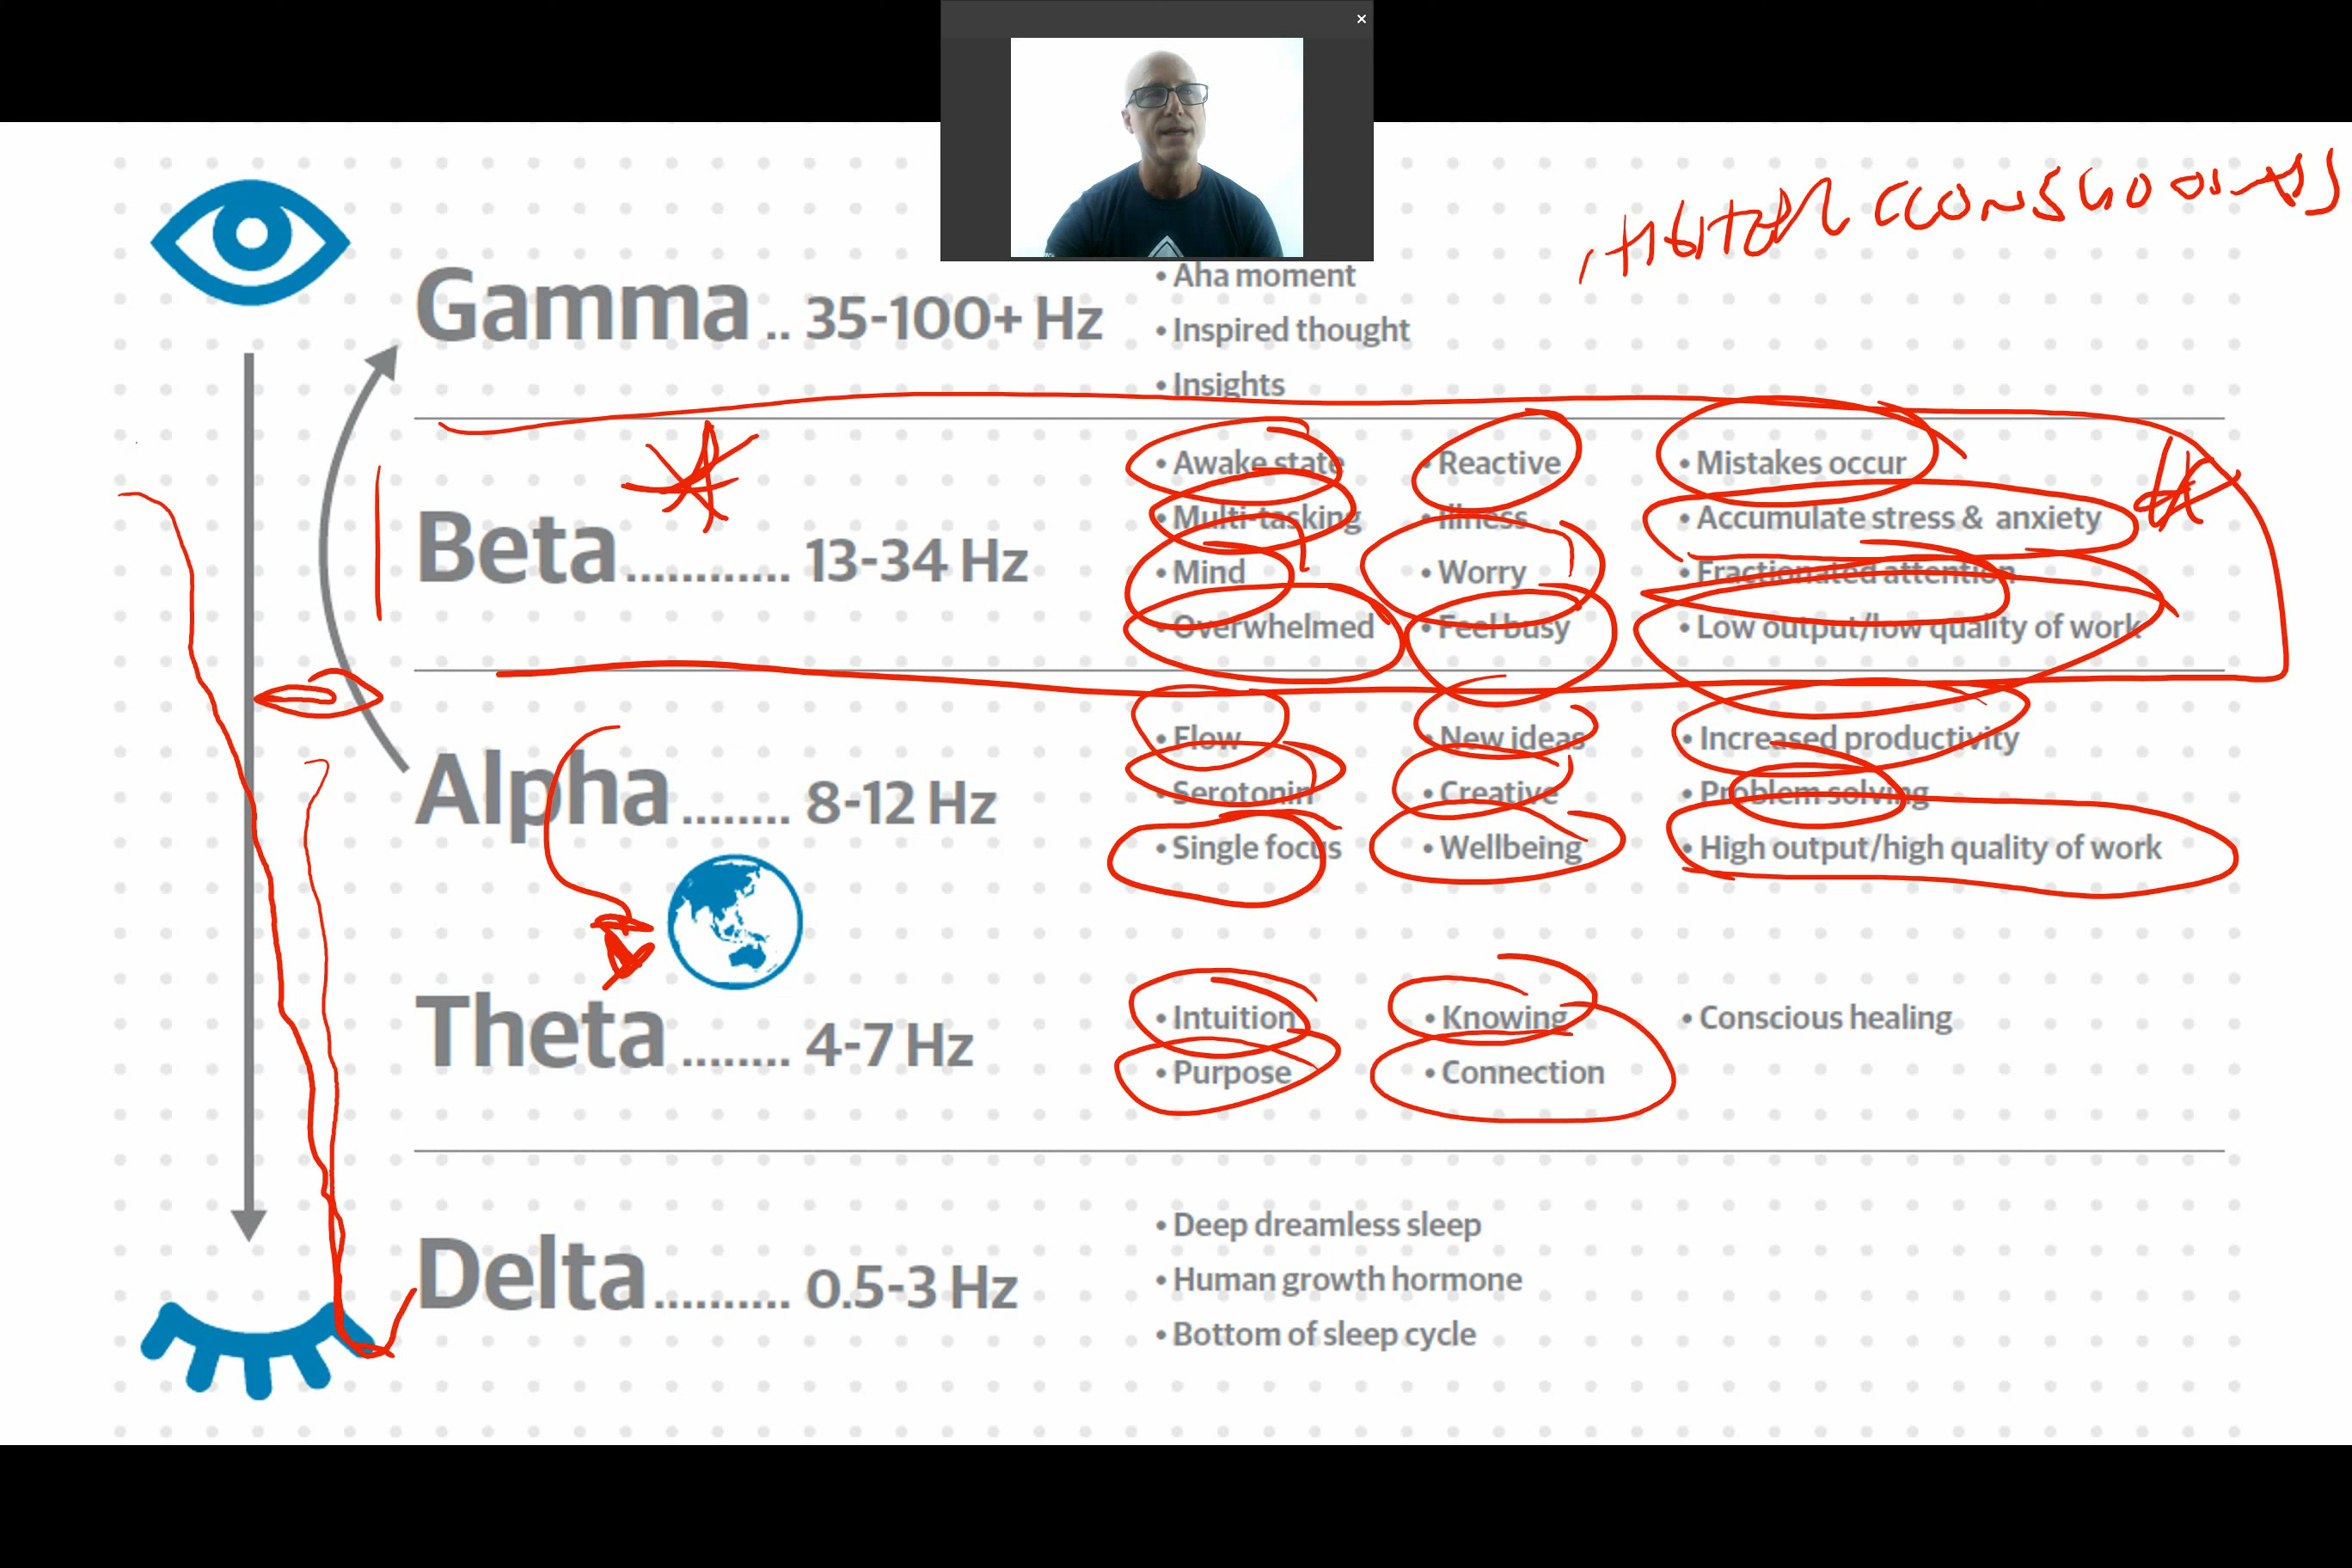 HIGHER CONSCIOUSNESS
Gamma .. 35-100+ Hz
• Aha moment
• Inspired thought
• Insights
Beta............ 13-34 Hz
• Awake state • Reactive • Mistakes occur
• Multi-tasking • Illness • Accumulate stress & anxiety
• Mind • Worry • Fractionated attention
• Overwhelmed • Feel busy • Low output/low quality of work
Alpha ........ 8-12 Hz
• Flow • New ideas • Increased productivity
• Serotonin • Creative • Problem solving
• Single focus • Wellbeing • High output/high quality of work
Theta ........ 4-7 Hz
• Intuition • Knowing • Conscious healing
• Purpose • Connection
Delta.......... 0.5-3 Hz
• Deep dreamless sleep
• Human growth hormone
• Bottom of sleep cycle